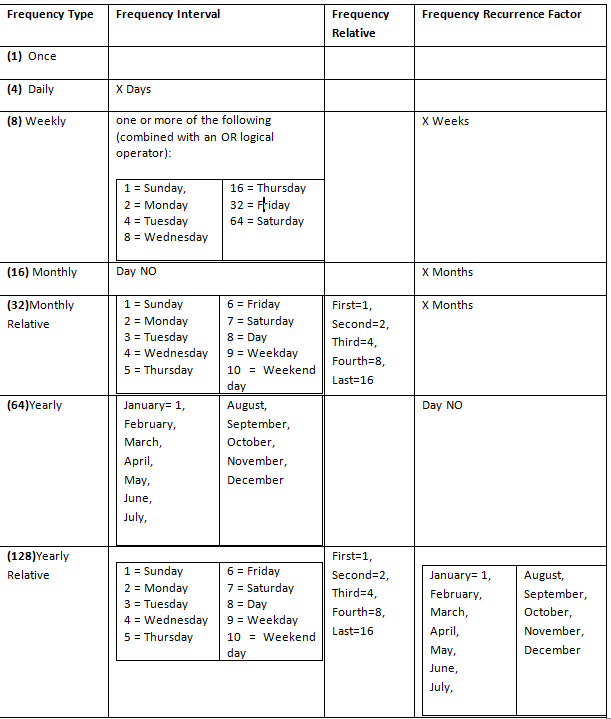 Frequency Type Frequency Interval Frequency Relative Frequency Recurrence Factor
(1) Once
(4) Daily X Days
(8) Weekly one or more of the following
(combined with an OR logical
operator):
X Weeks
1 = Sunday, 16 = Thursday
2 = Monday 32 = Friday
4 = Tuesday 64 = Saturday
8 = Wednesday
(16) Monthly Day NO X Months
(32)Monthly
Relative
1 = Sunday
2 = Monday
3 = Tuesday
4 = Wednesday
5 = Thursday
6 = Friday
7 = Saturday
8 = Day
9 = Weekday
10 = Weekend
day
First=1,
Second=2,
Third=4,
Fourth=8,
Last=16
X Months
(64)Yearly
January= 1,
February,
March,
April,
May,
June,
July,
August,
September,
October,
November,
December
Day NO
(128)Yearly
Relative
1 = Sunday
2 = Monday
3 = Tuesday
4 = Wednesday
5 = Thursday
6 = Friday
7 = Saturday
8 = Day
9 = Weekday
10 = Weekend
day
First=1,
Second=2,
Third=4,
Fourth=8,
Last=16
January= 1,
February,
March,
April,
May,
June,
July,
August,
September,
October,
November,
December